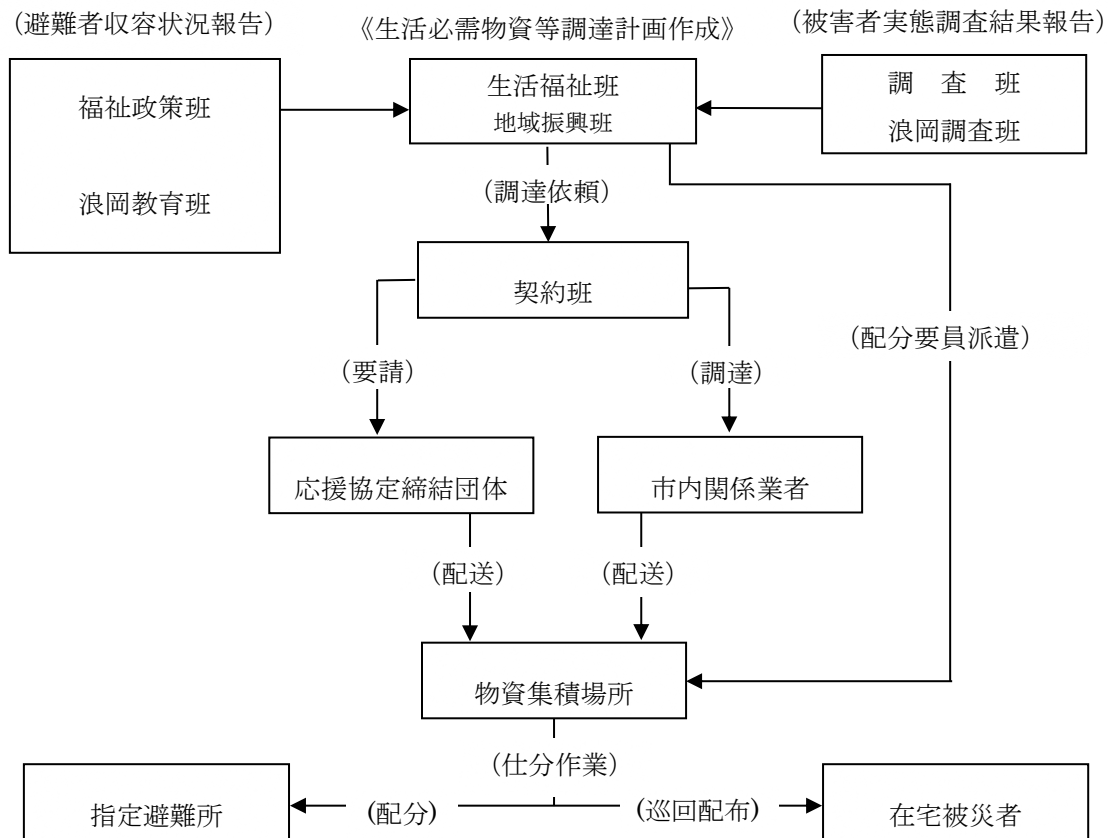 (避難者収容状況報告)
《生活必需物資等調達計画作成》
(被害者実態調査結果報告)
福祉政策班
浪岡教育班
生活福祉班
地域振興班
調　査　班
浪岡調査班
(調達依頼)
契約班
(配分要員派遣)
(要請)
(調達)
応援協定締結団体
市内関係業者
(配送)
(配送)
物資集積場所
(仕分作業)
指定避難所
(配分)
(巡回配布)
在宅被災者